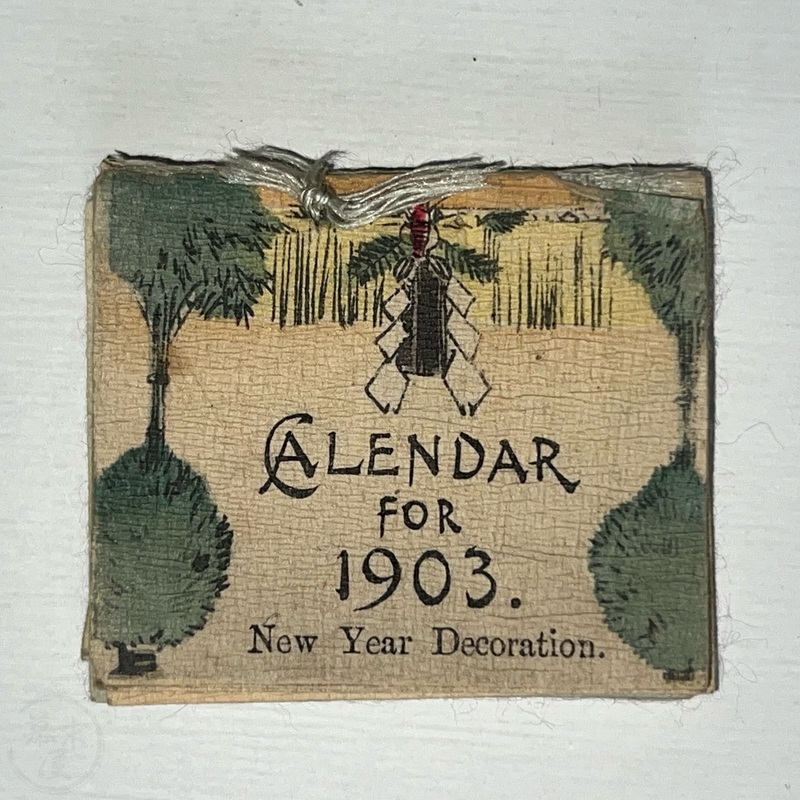 CALENDAR
FOR
1903.
New Year Decoration.